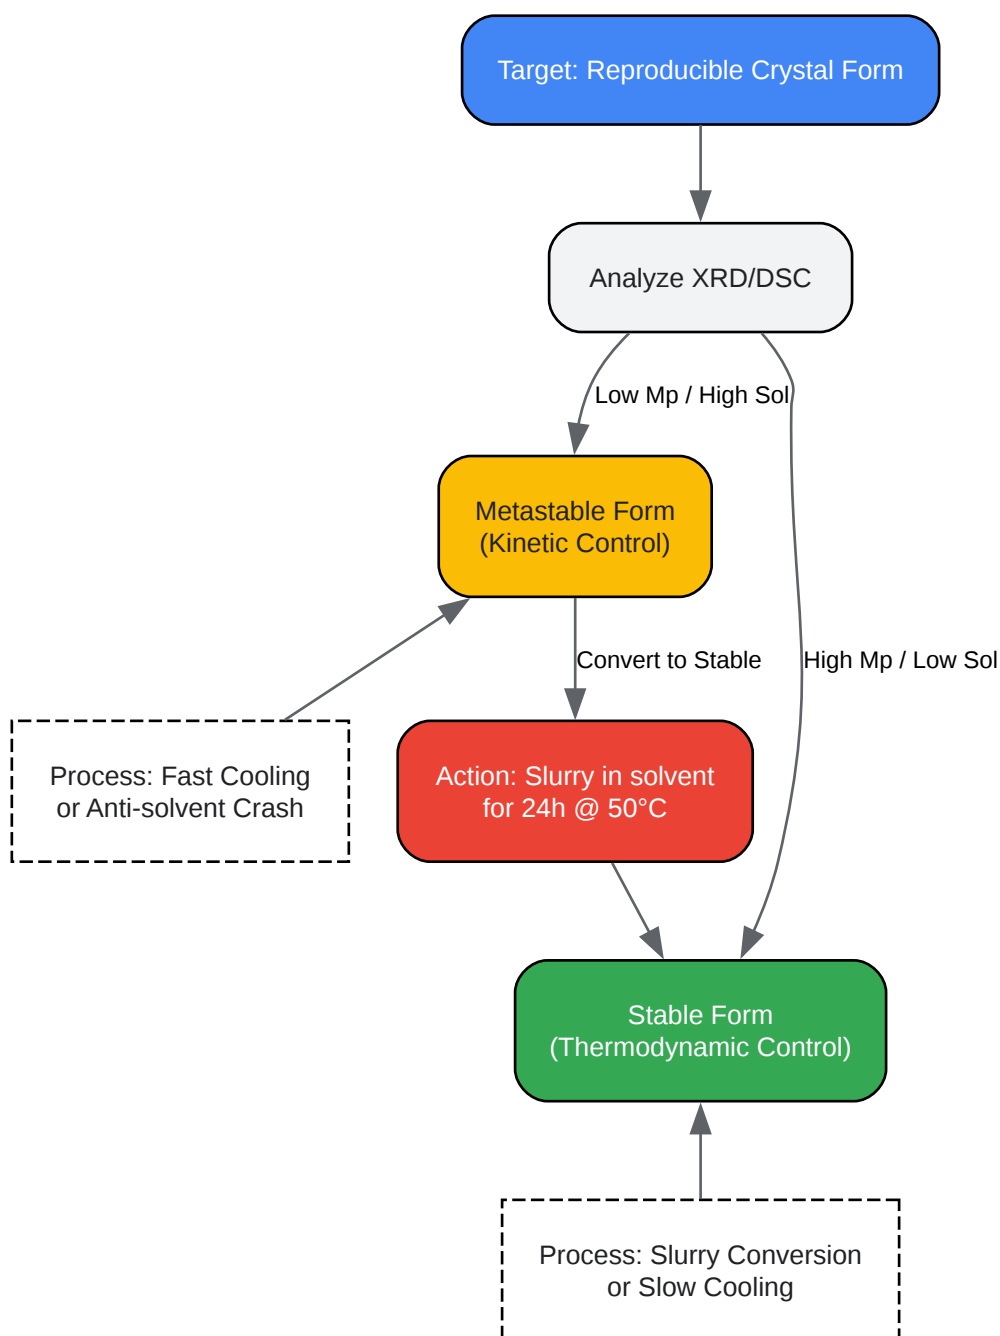 Target: Reproducible Crystal Form
Analyze XRD/DSC
Low Mp / High Sol
Metastable Form
(Kinetic Control)
Convert to Stable
High Mp / Low Sol
Process: Fast Cooling
or Anti-solvent Crash
Action: Slurry in solvent
for 24h @ 50°C
Stable Form
(Thermodynamic Control)
Process: Slurry Conversion
or Slow Cooling